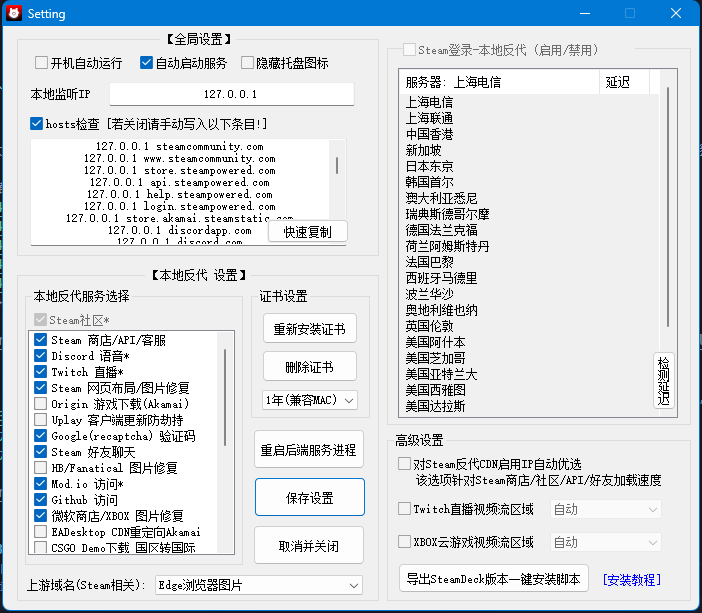 Setting
【全局设置】
开机自动运行
自动启动服务
隐藏托盘图标
本地监听IP
127.0.0.1
hosts检查 [若关闭请手动写入以下条目!]
127.0.0.1 steamcommunity.com
127.0.0.1 www.steamcommunity.com
127.0.0.1 store.steampowered.com
127.0.0.1 api.steampowered.com
127.0.0.1 help.steampowered.com
127.0.0.1 login.steampowered.com
127.0.0.1 store.akamai.steamstatic.com
127.0.0.1 discordapp.com
127.0.0.1 discord.com
快速复制
【本地反代 设置】
本地反代服务选择
Steam社区*
Steam 商店/API/客服
Discord 语音*
Twitch 直播*
Steam 网页布局/图片修复
Origin 游戏下载(Akamai)
Uplay 客户端更新防劫持
Google(recaptcha) 验证码
Steam 好友聊天
HB/Fanatical 图片修复
Mod.io 访问*
Github 访问
微软商店/XBOX 图片修复
EADesktop CDN重定向Akamai
CSGO Demo下载 国区转国际
证书设置
重新安装证书
删除证书
1年(兼容MAC)
重启后端服务进程
保存设置
取消并关闭
上游域名(Steam相关):
Edge浏览器图片
Steam登录-本地反代（启用/禁用）
服务器: 上海电信
延迟
上海电信
上海联通
中国香港
新加坡
日本东京
韩国首尔
澳大利亚悉尼
瑞典斯德哥尔摩
德国法兰克福
荷兰阿姆斯特丹
法国巴黎
西班牙马德里
波兰华沙
奥地利维也纳
英国伦敦
美国阿什本
美国芝加哥
美国亚特兰大
美国西雅图
美国达拉斯
检测延迟
高级设置
对Steam反代CDN启用IP自动优选
该选项针对Steam商店/社区/API/好友加载速度
Twitch直播视频流区域
自动
XBOX云游戏视频流区域
自动
导出SteamDeck版本一键安装脚本
[安装教程]